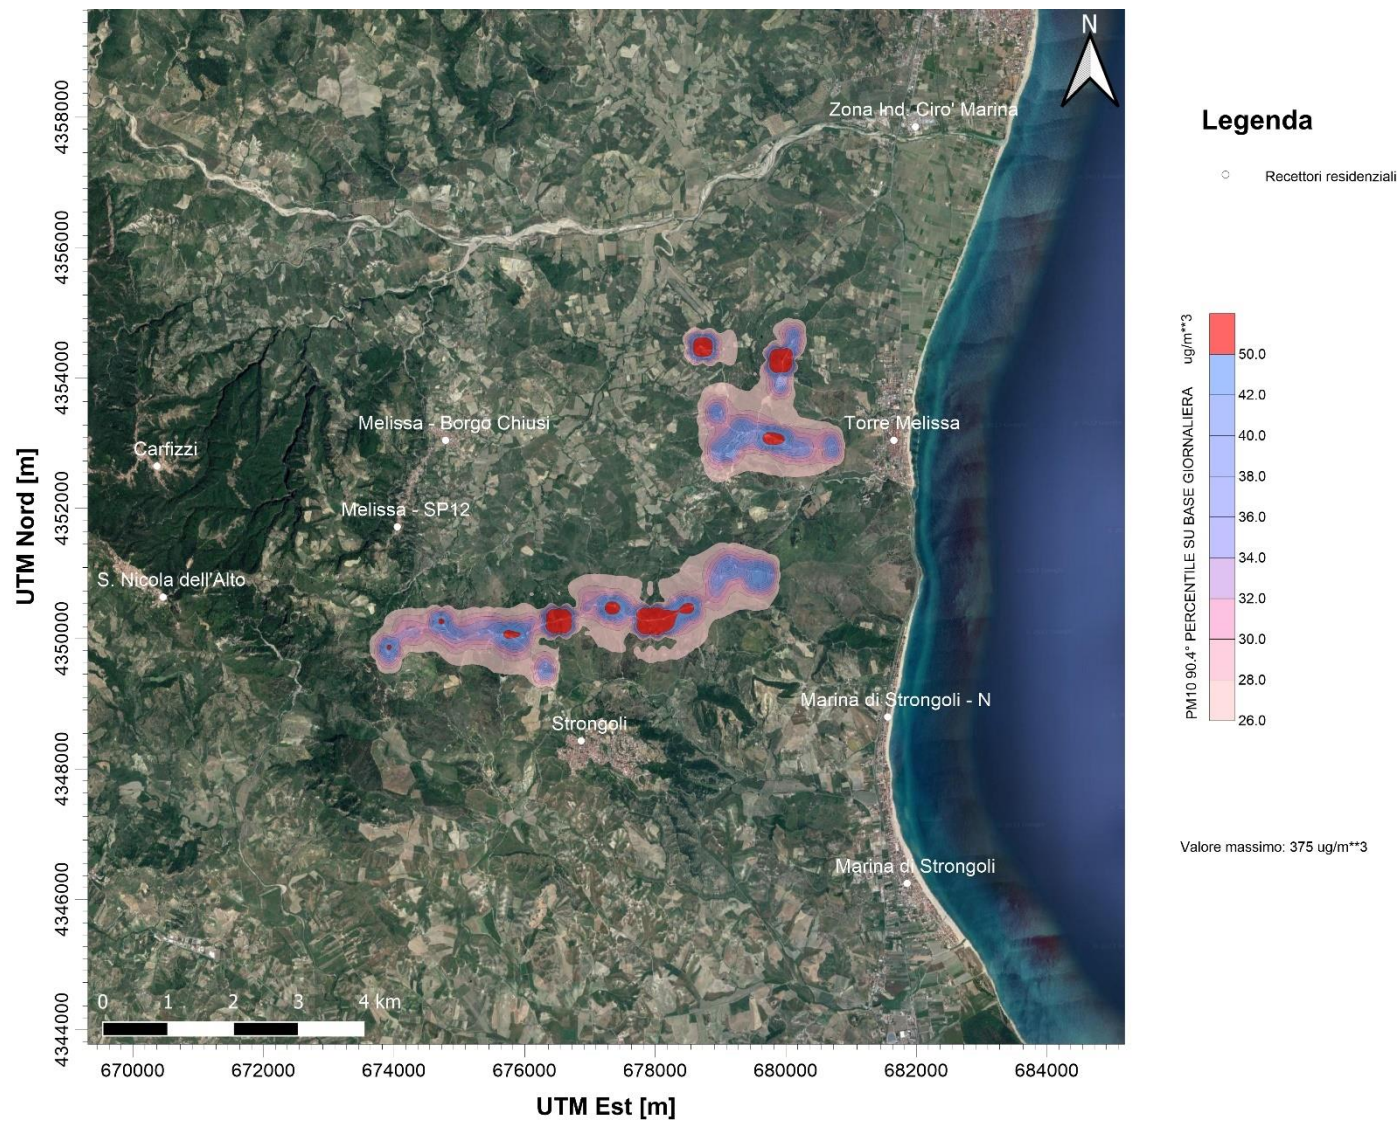 N
Zona Ind. Ciro' Marina
Melissa - Borgo Chiusi
Torre Melissa
Carfizzi
Melissa - SP12
S. Nicola dell'Alto
Marina di Strongoli - N
Strongoli
Marina di Strongoli
0 1 2 3 4 km
UTM Nord [m]
4358000
4356000
4354000
4352000
4350000
4348000
4346000
4344000
670000 672000 674000 676000 678000 680000 682000 684000
UTM Est [m]
Legenda
Recettori residenziali
PM10 90.4° PERCENTILE SU BASE GIORNALIERA ug/m**3
50.0
42.0
40.0
38.0
36.0
34.0
32.0
30.0
28.0
26.0
Valore massimo: 375 ug/m**3